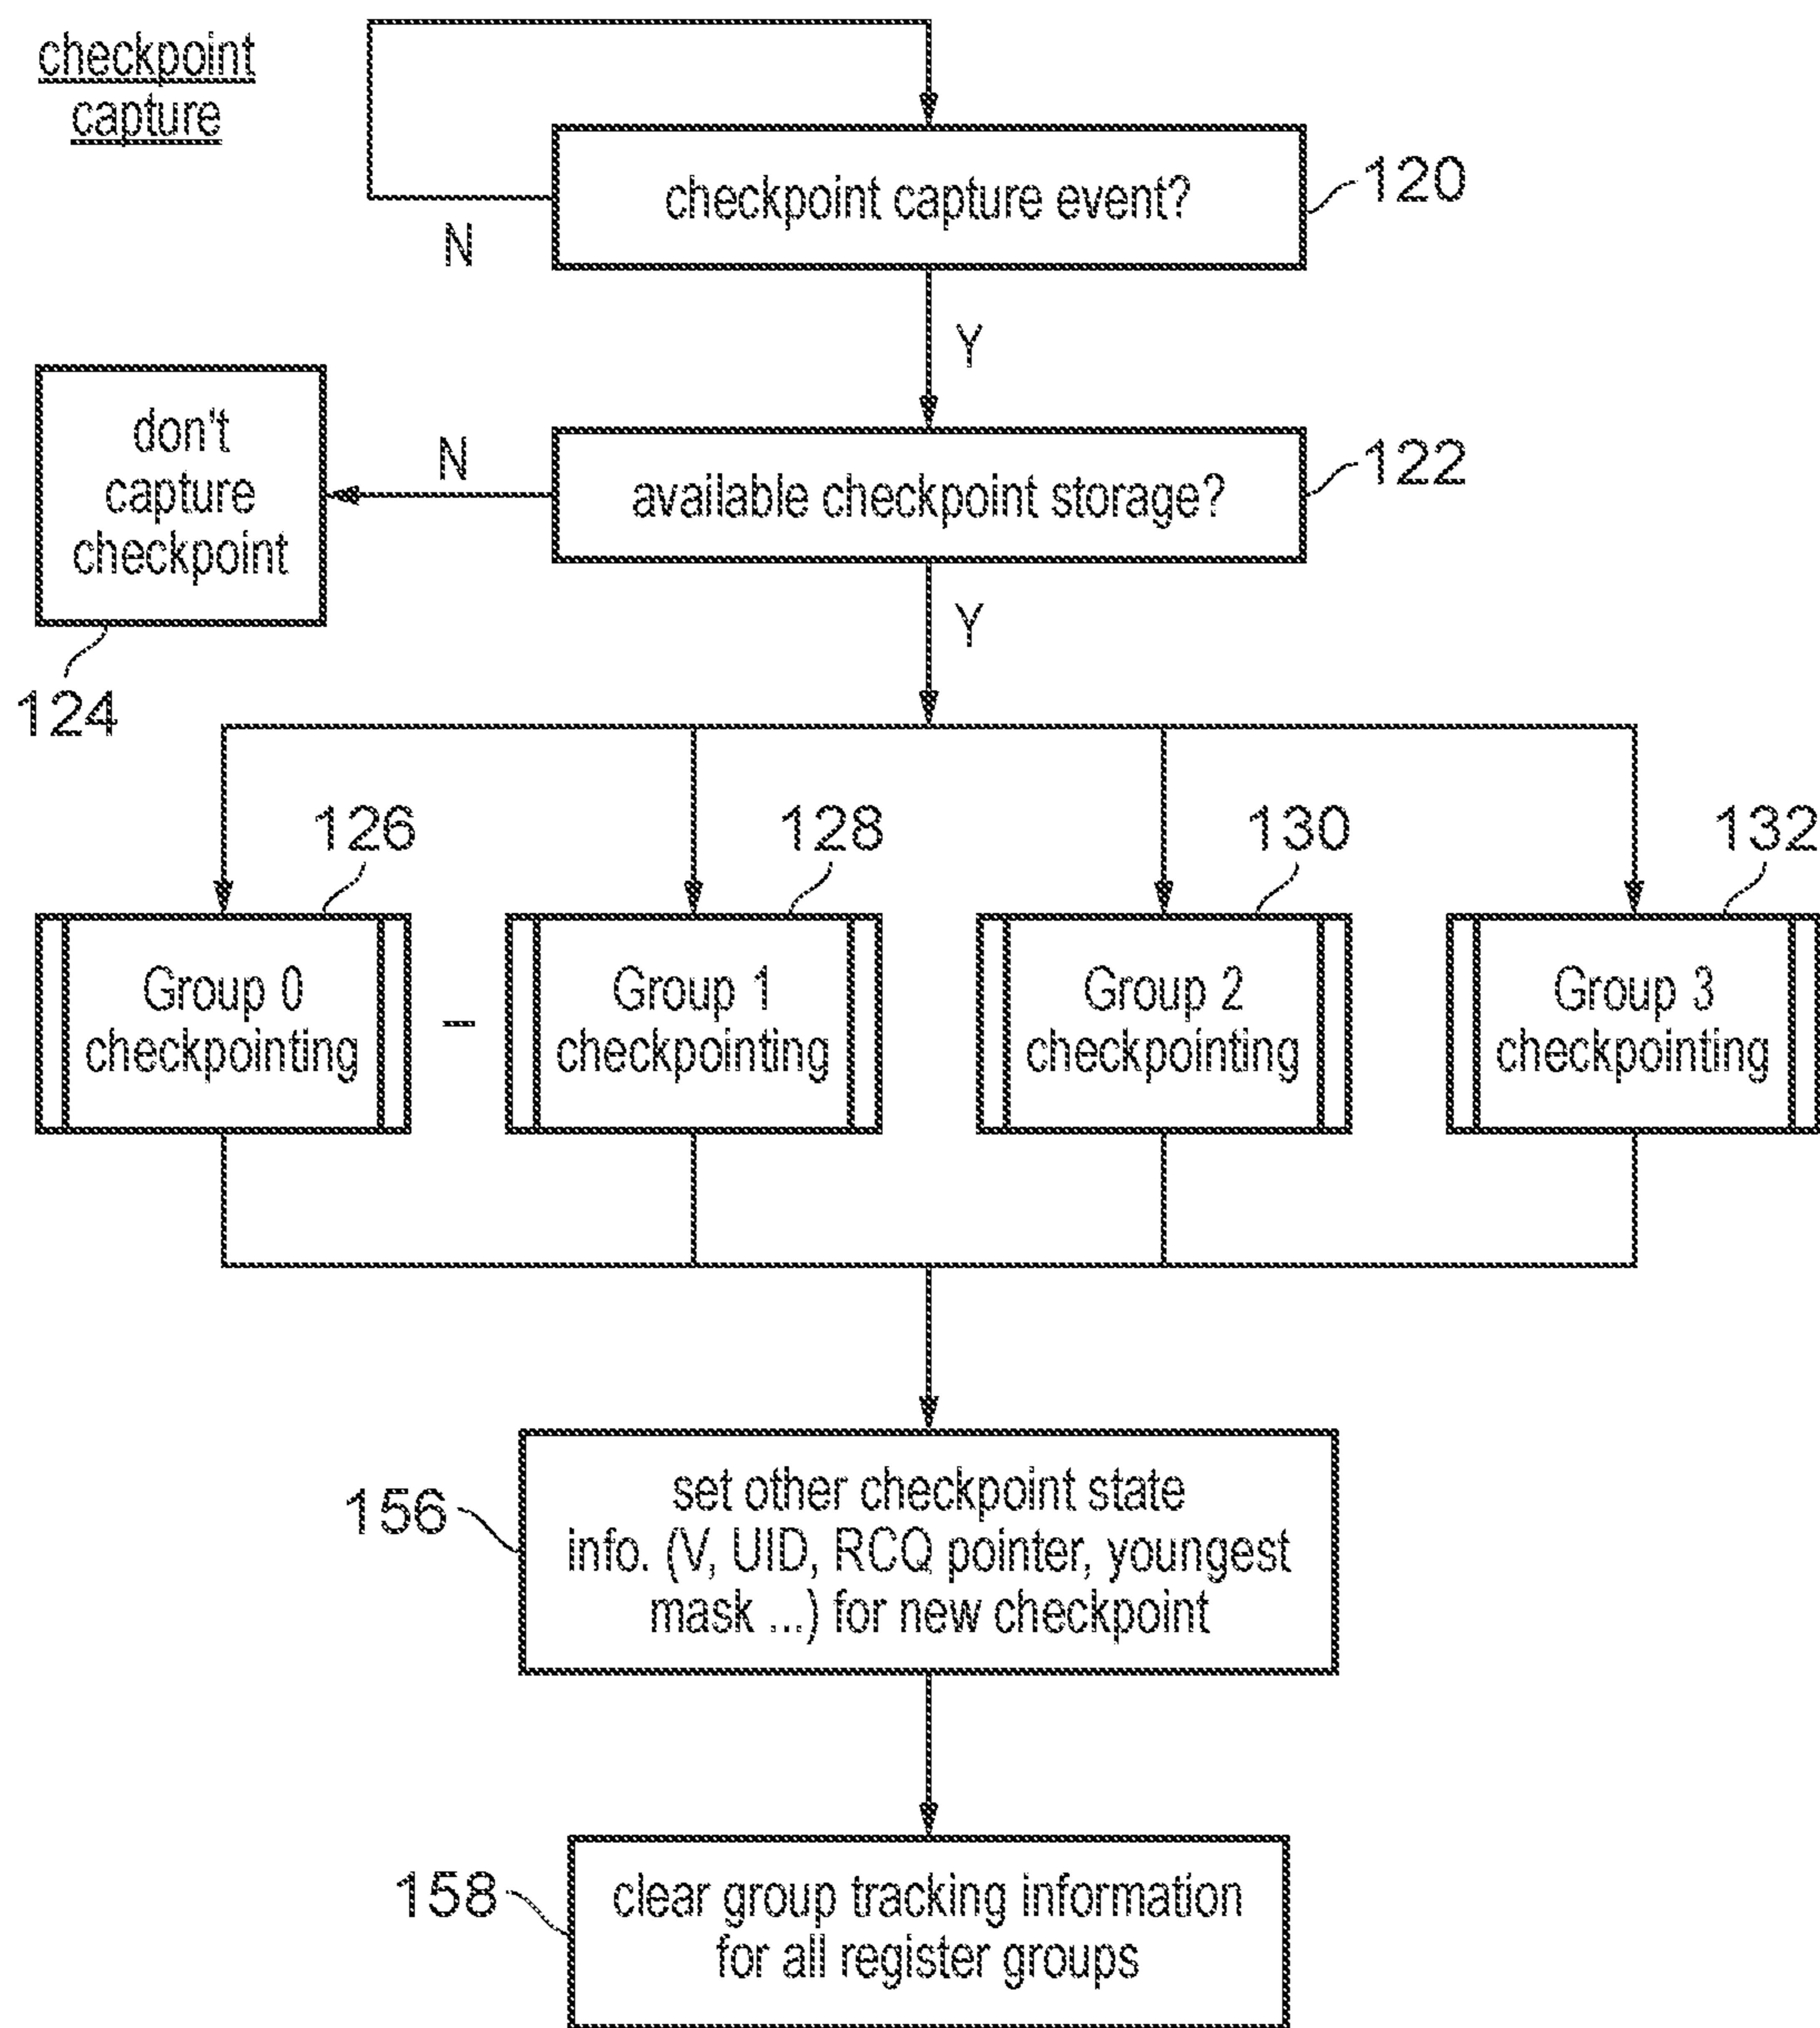 checkpoint
capture
checkpoint capture event?
120
N
Y
don't
capture
checkpoint
124
N
available checkpoint storage?
122
Y
126
128
130
132
Group 0
checkpointing
Group 1
checkpointing
Group 2
checkpointing
Group 3
checkpointing
156
set other checkpoint state
info. (V, UID, RCQ pointer, youngest
mask ...) for new checkpoint
158
clear group tracking information
for all register groups